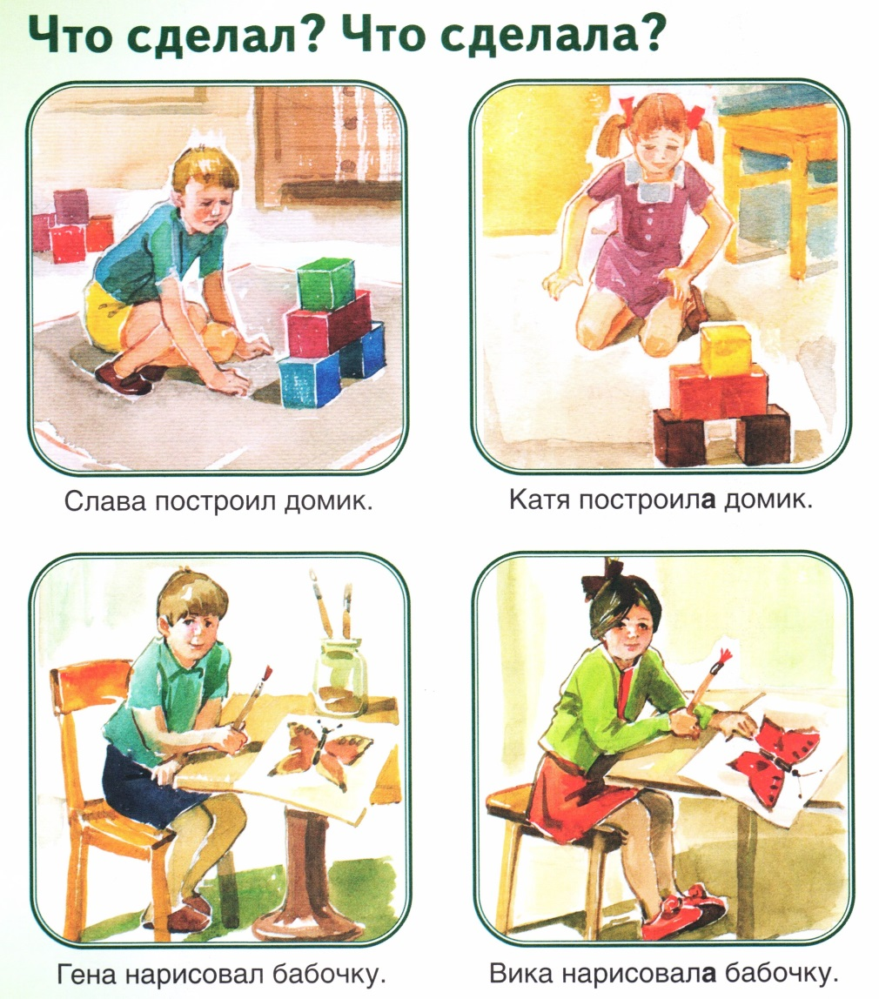 Что сделал? Что сделала?
Слава построил домик.
Катя построила домик.
Гена нарисовал бабочку.
Вика нарисовала бабочку.